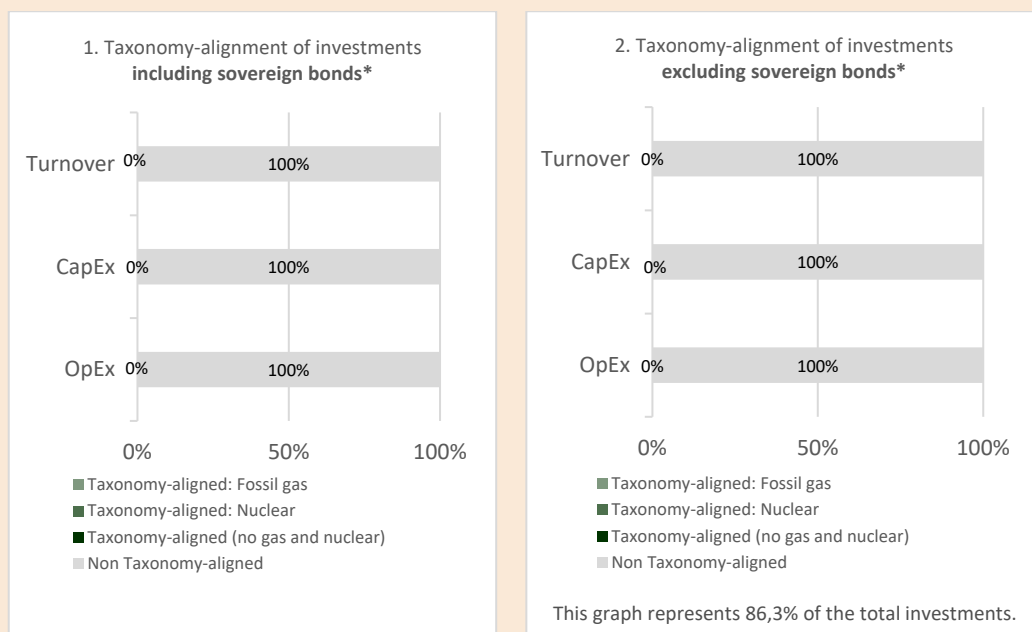 1. Taxonomy-alignment of investments
including sovereign bonds*
Turnover 0% 100%
CapEx 0% 100%
OpEx 0% 100%
0% 50% 100%
Taxonomy-aligned: Fossil gas
Taxonomy-aligned: Nuclear
Taxonomy-aligned (no gas and nuclear)
Non Taxonomy-aligned
2. Taxonomy-alignment of investments
excluding sovereign bonds*
Turnover 0% 100%
CapEx 0% 100%
OpEx 0% 100%
0% 50% 100%
Taxonomy-aligned: Fossil gas
Taxonomy-aligned: Nuclear
Taxonomy-aligned (no gas and nuclear)
Non Taxonomy-aligned
This graph represents 86,3% of the total investments.